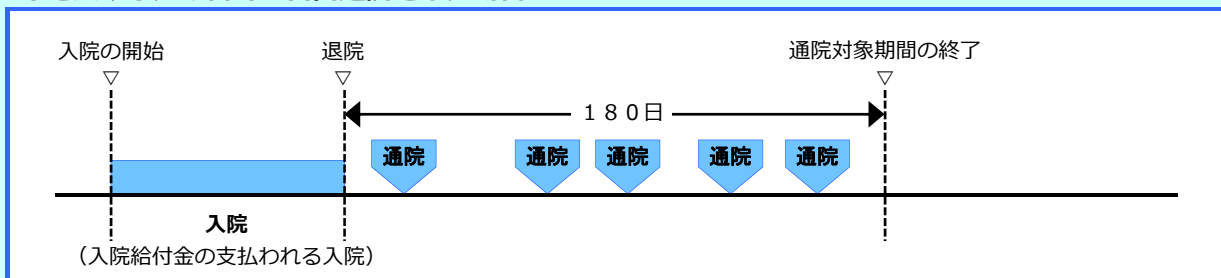 入院の開始
退院
通院対象期間の終了
▽
▽
▽
180日
通院
通院
通院
通院
通院
入院
（入院給付金の支払われる入院）